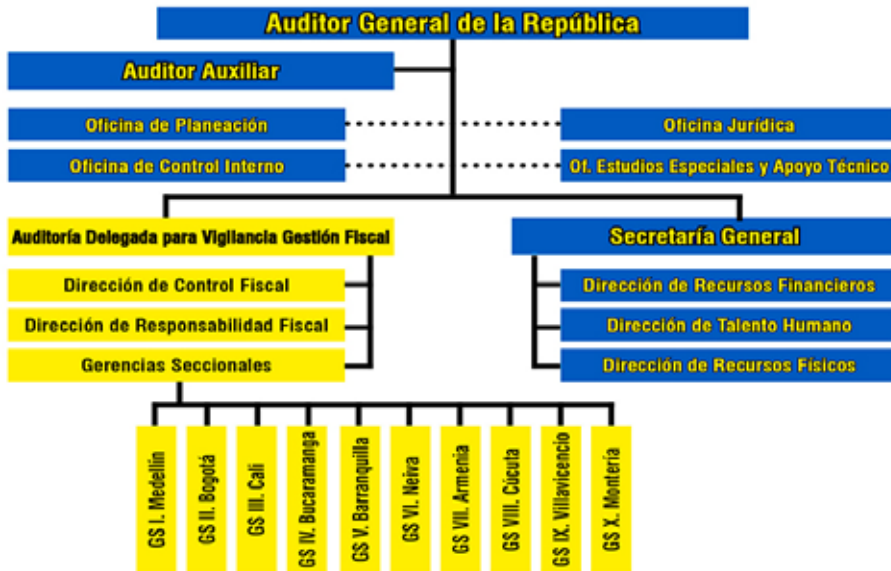 Auditor General de la República
Auditor Auxiliar
Oficina de Planeación
Oficina Jurídica
Oficina de Control Interno
Of. Estudios Especiales y Apoyo Técnico
Auditoría Delegada para Vigilancia Gestión Fiscal
Secretaría General
Dirección de Control Fiscal
Dirección de Recursos Financieros
Dirección de Responsabilidad Fiscal
Dirección de Talento Humano
Gerencias Seccionales
Dirección de Recursos Físicos
GS I. Medellín
GS II. Bogotá
GS III. Cali
GS IV. Bucaramanga
GS V. Barranquilla
GS VI. Neiva
GS VII. Armenia
GS VIII. Cúcuta
GS IX. Villavicencio
GS X. Montería